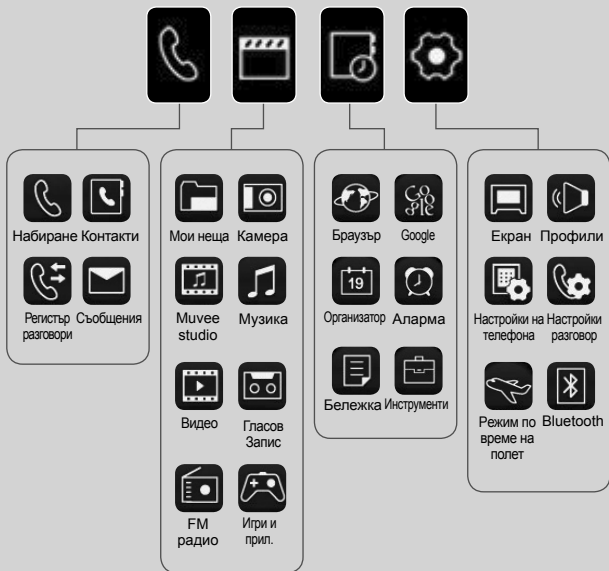 Набиране
Контакти
Регистър
разговори
Съобщения
Мои неща
Камера
Muvee
studio
Музика
Видео
Гласов
Запис
FM
радио
Игри и
прил.
Браузър
GOOGLE
Google
19
Организатор
Аларма
Бележка
Инструменти
Екран
Профили
Настройки на
телефона
Настройки
разговор
Режим по
време на
полет
Bluetooth